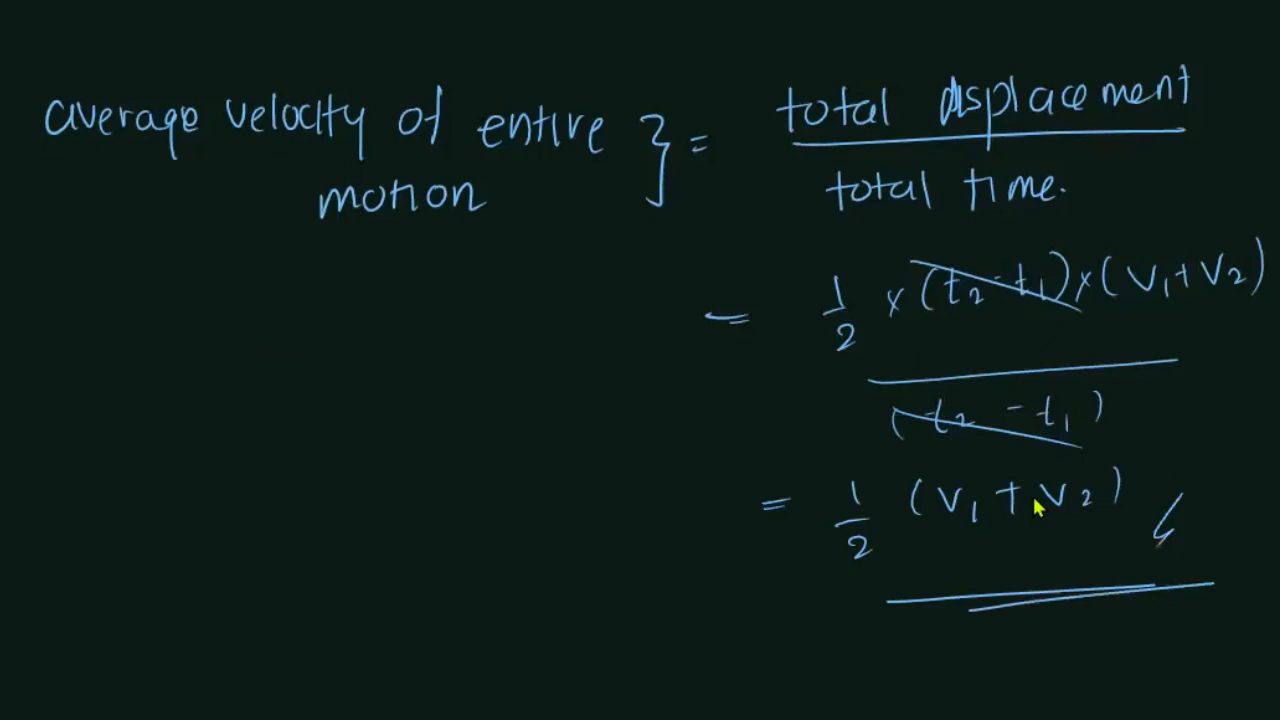 average velocity of entire motion } = total displacement / total time.
= 1/2 × (t₂ - t₁) × (v₁ + v₂) / (t₂ - t₁)
= 1/2 (v₁ + v₂)